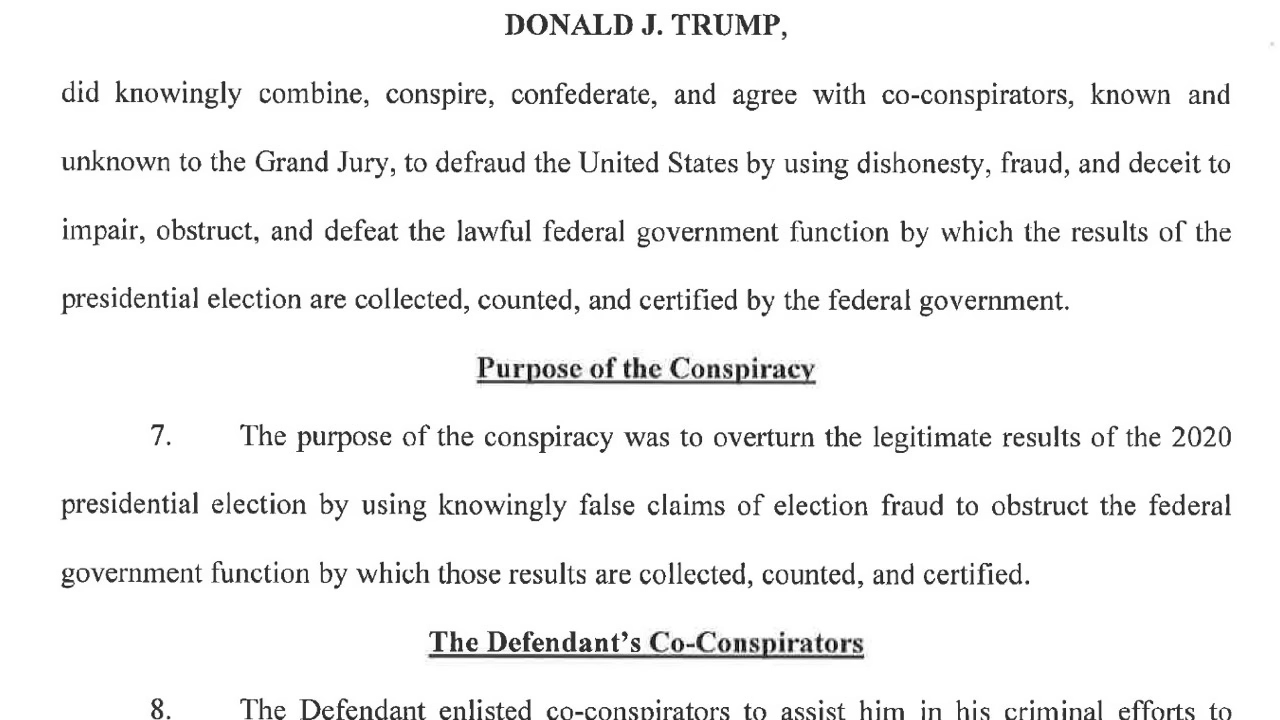 DONALD J. TRUMP,
did knowingly combine, conspire, confederate, and agree with co-conspirators, known and
unknown to the Grand Jury, to defraud the United States by using dishonesty, fraud, and deceit to
impair, obstruct, and defeat the lawful federal government function by which the results of the
presidential election are collected, counted, and certified by the federal government.
Purpose of the Conspiracy
7. The purpose of the conspiracy was to overturn the legitimate results of the 2020
presidential election by using knowingly false claims of election fraud to obstruct the federal
government function by which those results are collected, counted, and certified.
The Defendant's Co-Conspirators
8. The Defendant enlisted co-conspirators to assist him in his criminal efforts to